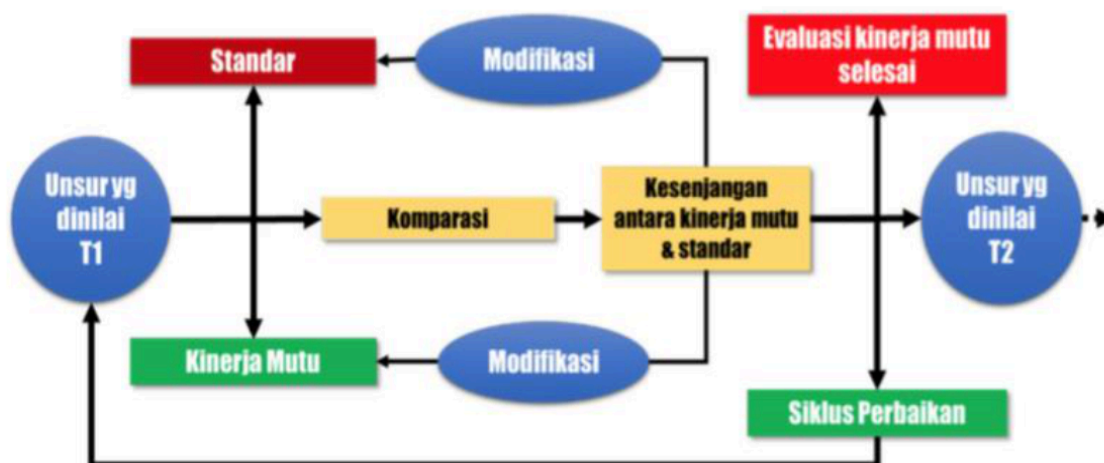 Standar
Modifikasi
Evaluasi kinerja mutu
selesai
Unsur yg
dinilai
T1
Komparasi
Kesenjangan
antara kinerja mutu
& standar
Unsur yg
dinilai
T2
Kinerja Mutu
Modifikasi
Siklus Perbaikan